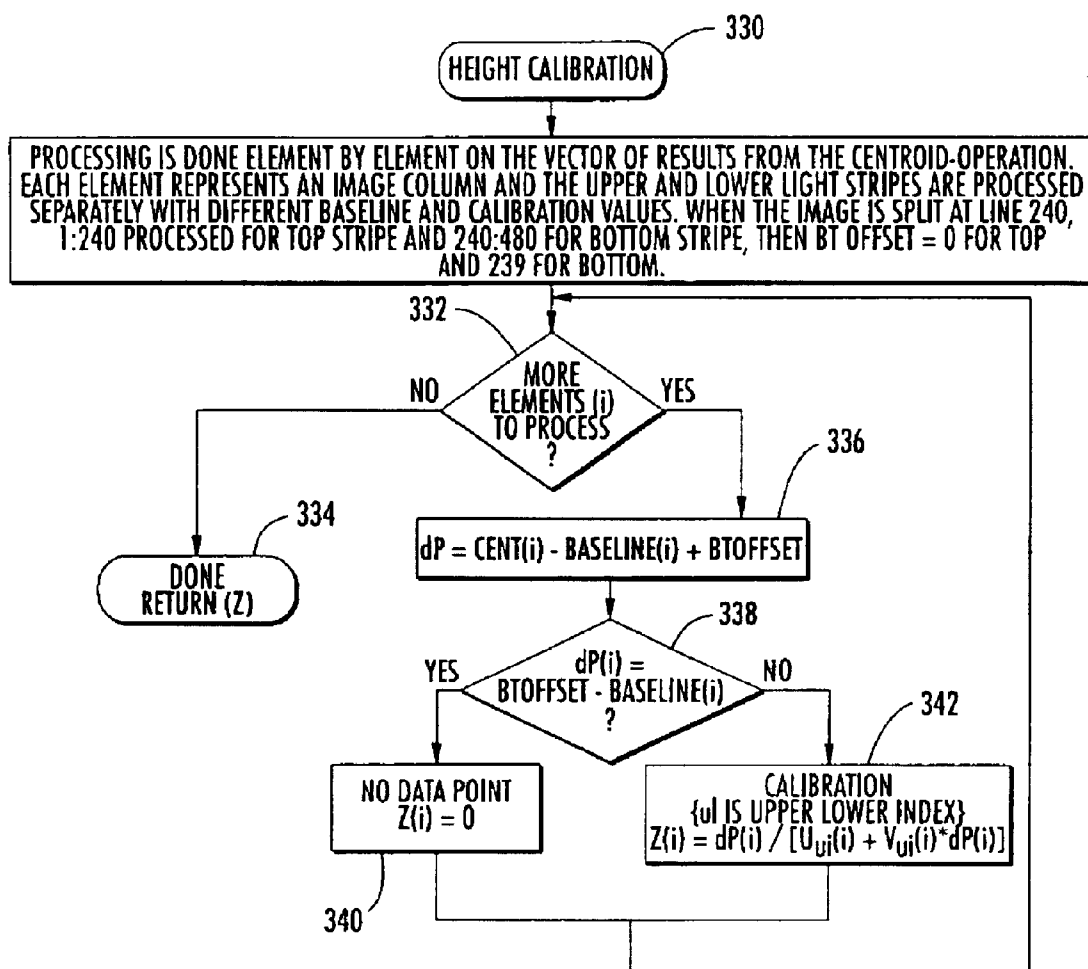 330
HEIGHT CALIBRATION
PROCESSING IS DONE ELEMENT BY ELEMENT ON THE VECTOR OF RESULTS FROM THE CENTROID-OPERATION.
EACH ELEMENT REPRESENTS AN IMAGE COLUMN AND THE UPPER AND LOWER LIGHT STRIPES ARE PROCESSED
SEPARATELY WITH DIFFERENT BASELINE AND CALIBRATION VALUES. WHEN THE IMAGE IS SPLIT AT LINE 240,
1:240 PROCESSED FOR TOP STRIPE AND 240:480 FOR BOTTOM STRIPE, THEN BT OFFSET = 0 FOR TOP
AND 239 FOR BOTTOM.
332
NO
MORE
ELEMENTS (i)
TO PROCESS
?
YES
336
334
DONE
RETURN (Z)
dP = CENT(i) - BASELINE(i) + BTOFFSET
338
YES
dP(i) =
BTOFFSET - BASELINE(i)
?
NO
342
NO DATA POINT
Z(i) = 0
340
CALIBRATION
{ul IS UPPER LOWER INDEX}
Z(i) = dP(i) / [Uuj(i) + Vuj(i)*dP(i)]